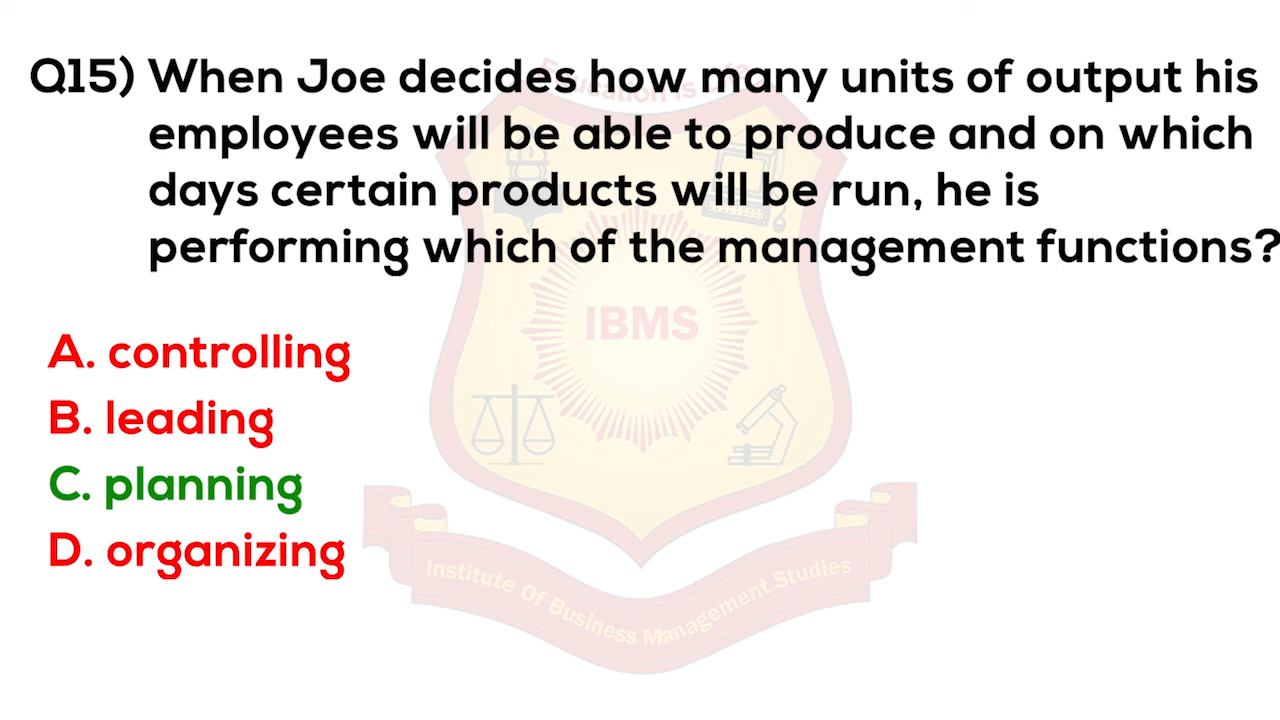 Q15) When Joe decides how many units of output his
employees will be able to produce and on which
days certain products will be run, he is
performing which of the management functions?
IBMS
A. controlling
B. leading
C. planning
D. organizing
Institute Of Business Management Studies